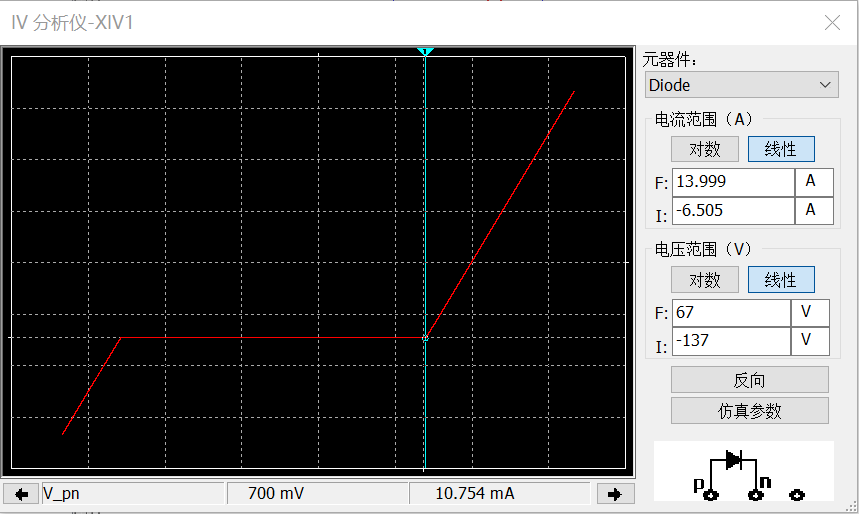 IV 分析仪-XIV1
1
元器件：
Diode
电流范围（A）
对数 线性
F: 13.999 A
I: -6.505 A
电压范围（V）
对数 线性
F: 67 V
I: -137 V
反向
仿真参数
p n
V_pn 700 mV 10.754 mA